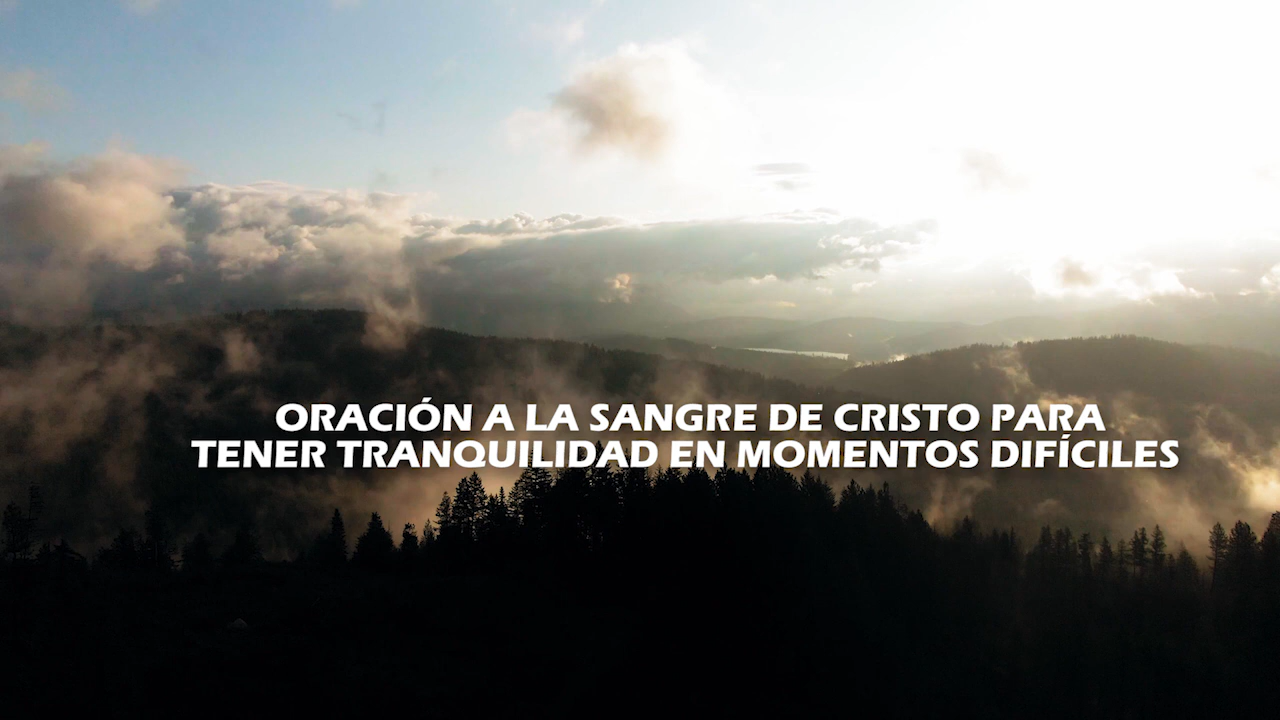 ORACIÓN A LA SANGRE DE CRISTO PARA
TENER TRANQUILIDAD EN MOMENTOS DIFÍCILES